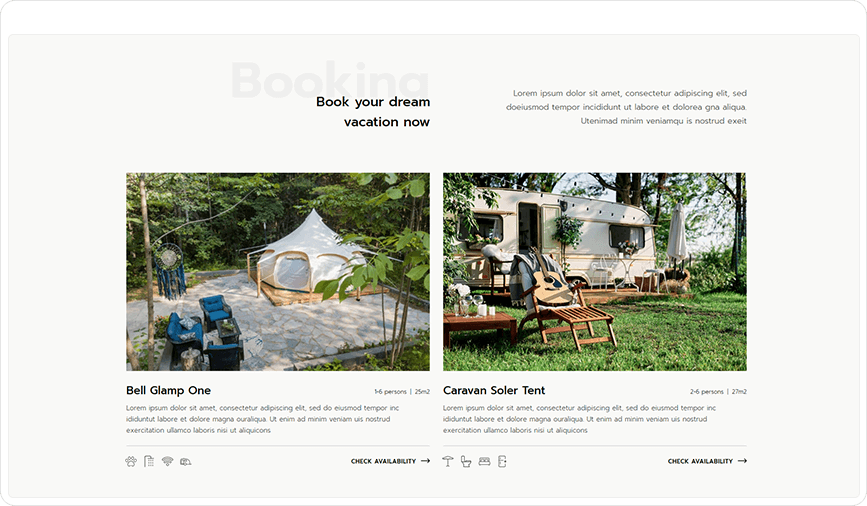 Booking
Book your dream
vacation now
Lorem ipsum dolor sit amet, consectetur adipiscing elit, sed
doeiusmod tempor incididunt ut labore et dolorea gna aliqua.
Utenimad minim veniamqu is nostrud exeit
Bell Glamp One
1-6 persons | 25m2
Lorem ipsum dolor sit amet, consectetur adipiscing elit, sed do eiusmod tempor inc
ididuntut labore et dolore magna ouraliquа. Ut enim ad minim veniam quis nostrud
exercitation ullamco laboris nisi ut aliquicons
CHECK AVAILABILITY
Caravan Soler Tent
2-6 persons | 27m2
Lorem ipsum dolor sit amet, consectetur adipiscing elit, sed do eiusmod tempor inc
ididuntut labore et dolore magna ouraliqua. Ut enim ad minim veniam quis nostrud
exercitation ullamco laboris nisi ut aliquicons
CHECK AVAILABILITY